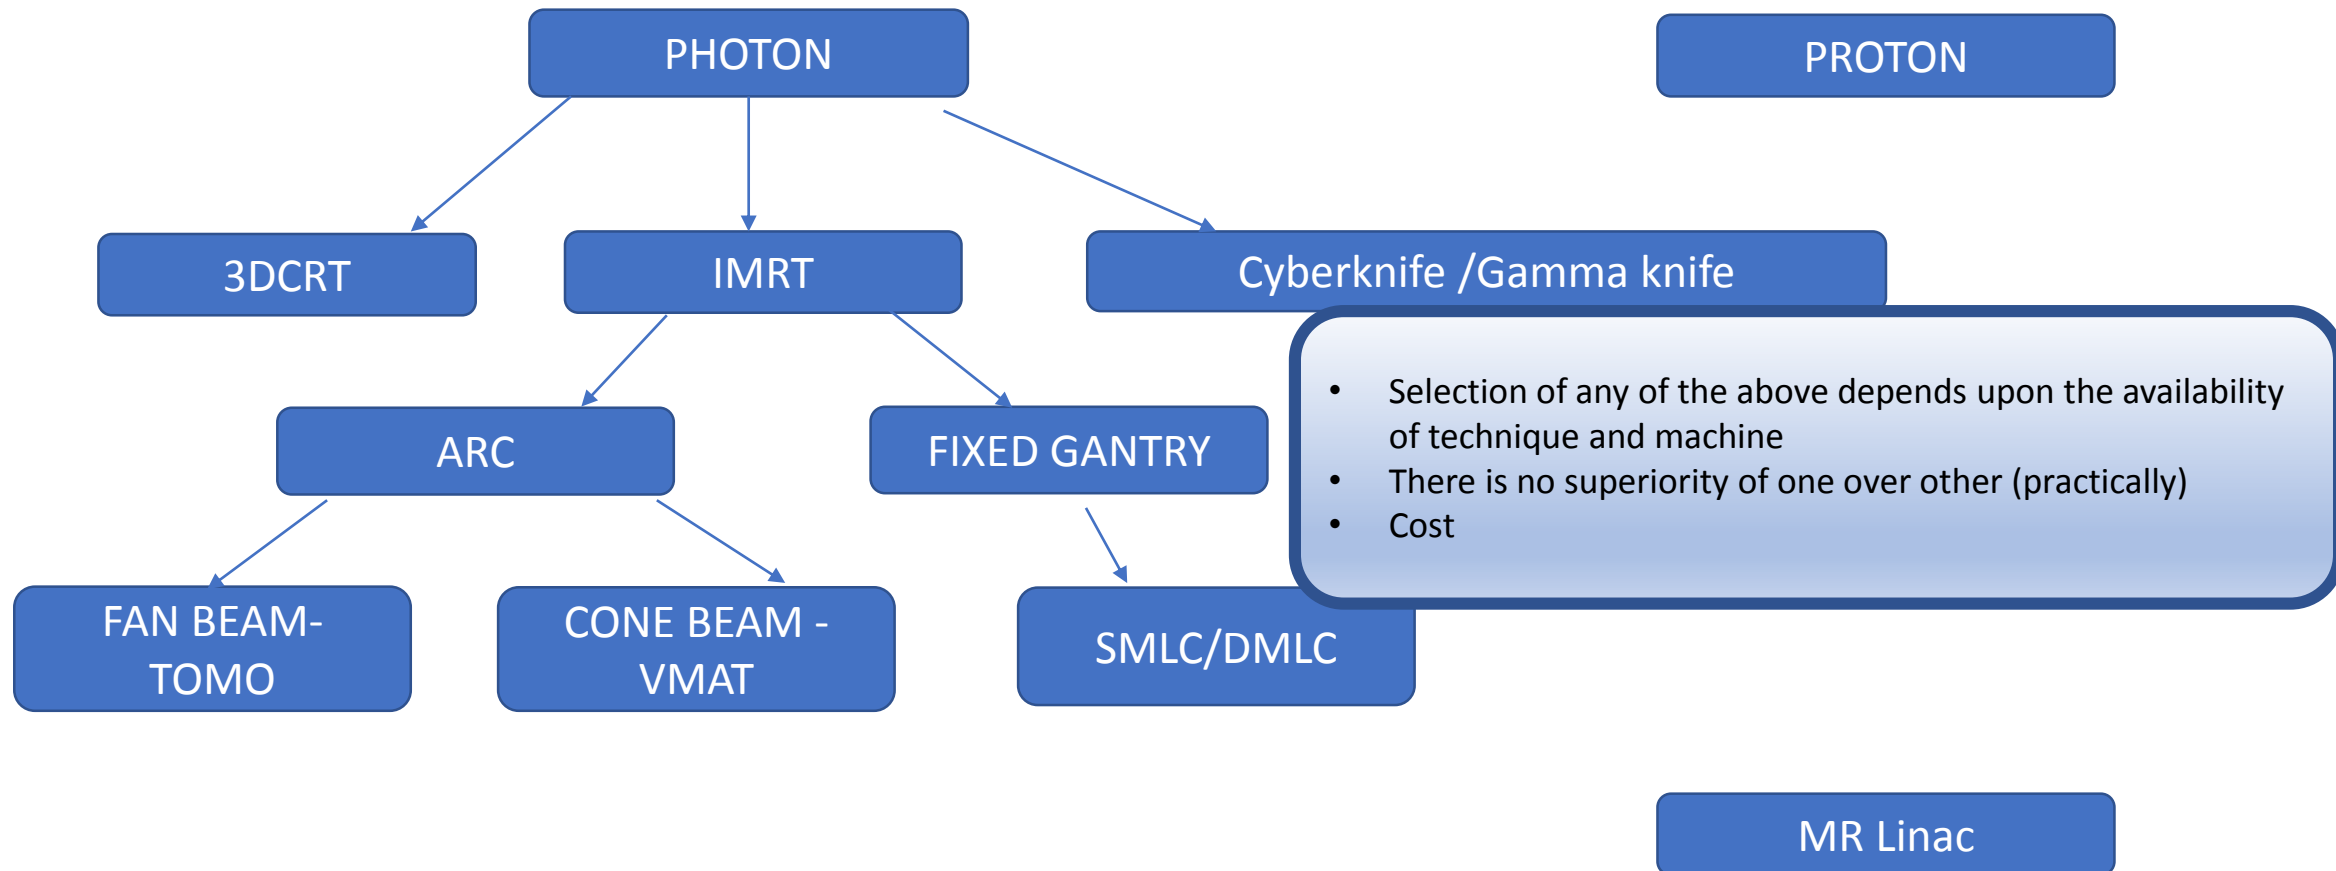 PHOTON
PROTON
3DCRT
IMRT
Cyberknife /Gamma knife
• Selection of any of the above depends upon the availability
of technique and machine
• There is no superiority of one over other (practically)
• Cost
ARC
FIXED GANTRY
FAN BEAM-
TOMO
CONE BEAM -
VMAT
SMLC/DMLC
MR Linac